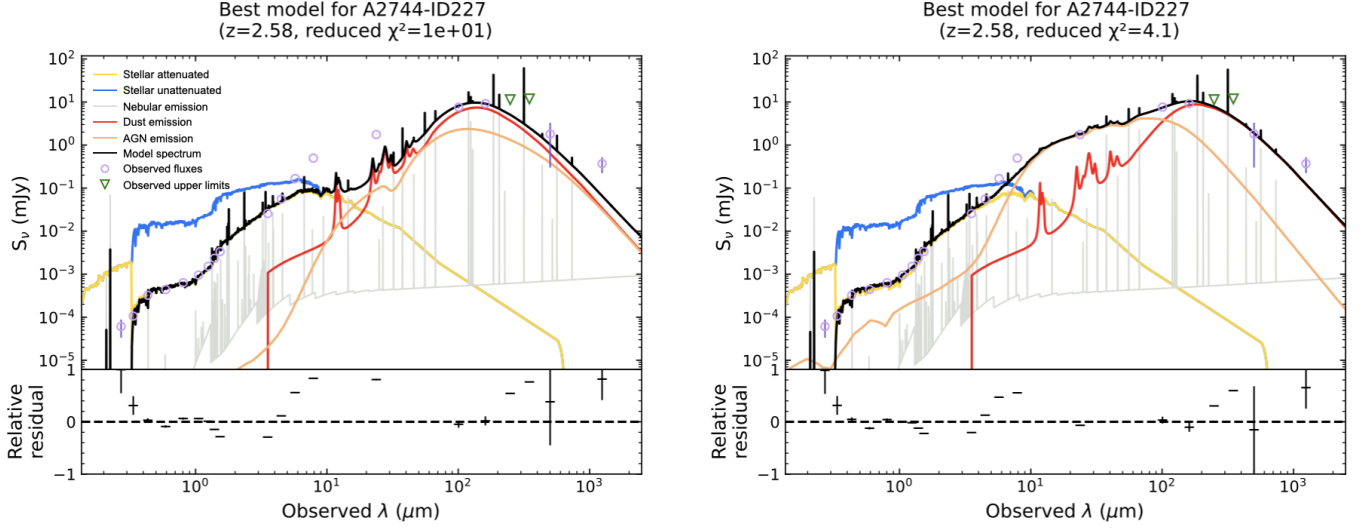 Best model for A2744-ID227
(z=2.58, reduced χ²=1e+01)
10²
10¹
10⁰
10⁻¹
10⁻²
10⁻³
10⁻⁴
10⁻⁵
Sᵥ (mJy)
Stellar attenuated
Stellar unattenuated
Nebular emission
Dust emission
AGN emission
Model spectrum
Observed fluxes
Observed upper limits
1
0
−1
Relative
residual
10⁰
10¹
10²
10³
Observed λ (μm)
Best model for A2744-ID227
(z=2.58, reduced χ²=4.1)
10²
10¹
10⁰
10⁻¹
10⁻²
10⁻³
10⁻⁴
10⁻⁵
Sᵥ (mJy)
1
0
−1
Relative
residual
10⁰
10¹
10²
10³
Observed λ (μm)